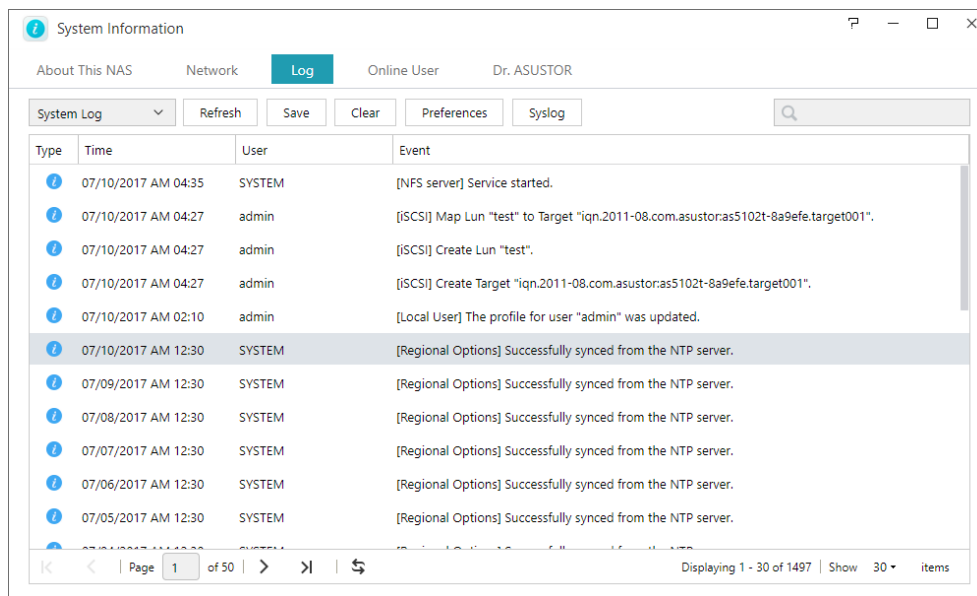 System Information
About This NAS Network Log Online User Dr. ASUSTOR
System Log Refresh Save Clear Preferences Syslog
Type Time User Event
07/10/2017 AM 04:35 SYSTEM [NFS server] Service started.
07/10/2017 AM 04:27 admin [iSCSI] Map Lun "test" to Target "iqn.2011-08.com.asustor:as5102t-8a9efe.target001".
07/10/2017 AM 04:27 admin [iSCSI] Create Lun "test".
07/10/2017 AM 04:27 admin [iSCSI] Create Target "iqn.2011-08.com.asustor:as5102t-8a9efe.target001".
07/10/2017 AM 02:10 admin [Local User] The profile for user "admin" was updated.
07/10/2017 AM 12:30 SYSTEM [Regional Options] Successfully synced from the NTP server.
07/09/2017 AM 12:30 SYSTEM [Regional Options] Successfully synced from the NTP server.
07/08/2017 AM 12:30 SYSTEM [Regional Options] Successfully synced from the NTP server.
07/07/2017 AM 12:30 SYSTEM [Regional Options] Successfully synced from the NTP server.
07/06/2017 AM 12:30 SYSTEM [Regional Options] Successfully synced from the NTP server.
07/05/2017 AM 12:30 SYSTEM [Regional Options] Successfully synced from the NTP server.
Page 1 of 50 Displaying 1 - 30 of 1497 Show 30 items